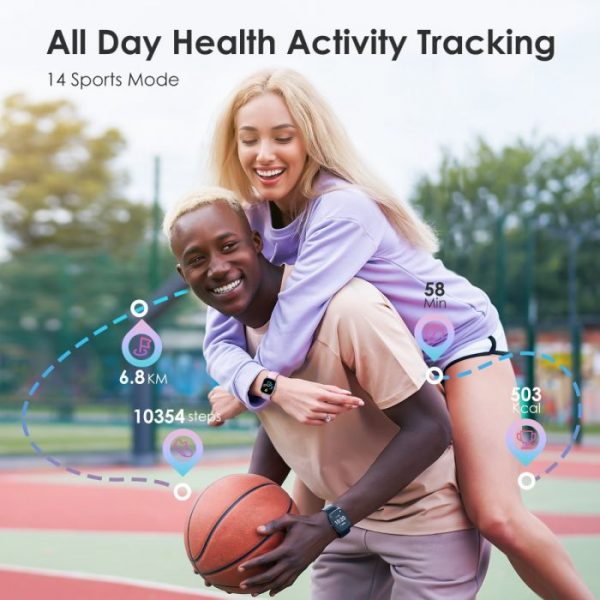 All Day Health Activity Tracking
14 Sports Mode
58
Min
6.8 KM
503
Kcal
10354 steps